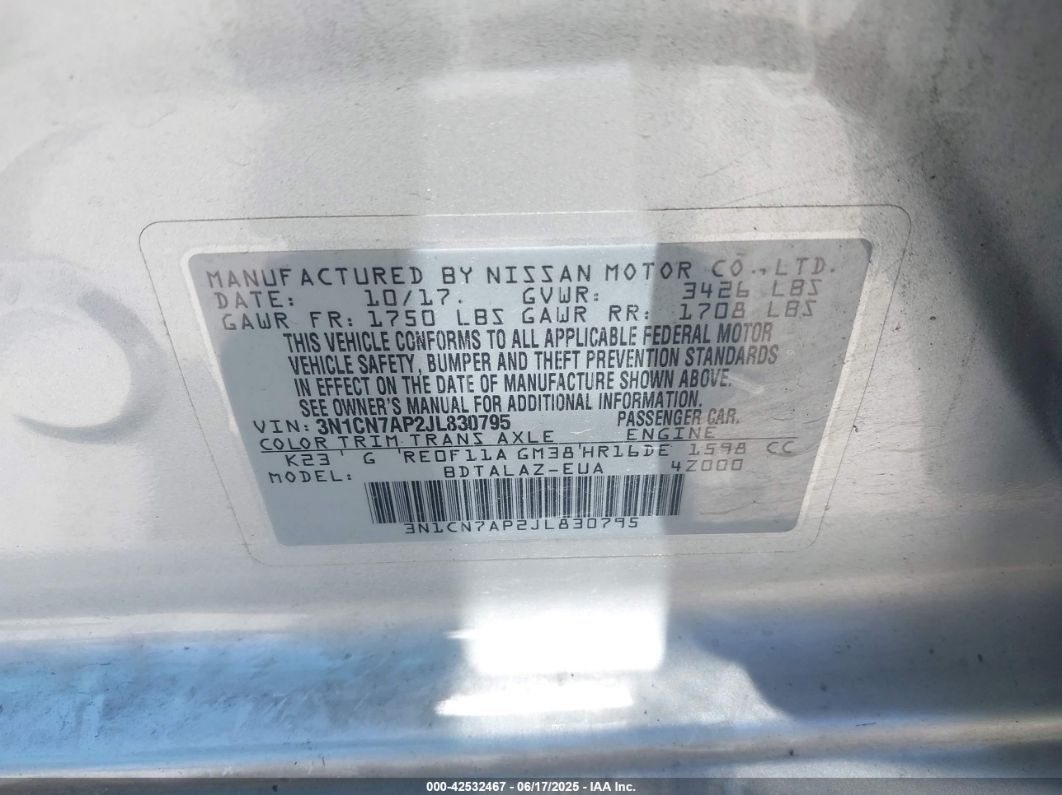 MANUFACTURED BY NISSAN MOTOR CO., LTD.
DATE: 10/17. GVWR: 3426 LBS
GAWR FR: 1750 LBS GAWR RR: 1708 LBS
THIS VEHICLE CONFORMS TO ALL APPLICABLE FEDERAL MOTOR
VEHICLE SAFETY, BUMPER AND THEFT PREVENTION STANDARDS
IN EFFECT ON THE DATE OF MANUFACTURE SHOWN ABOVE.
SEE OWNER'S MANUAL FOR ADDITIONAL INFORMATION.
VIN: 3N1CN7AP2JL830795 PASSENGER CAR.
COLOR TRIM TRANS AXLE ENGINE
K23 ' G 'RE0F11A GM38'HR16DE 1598 CC
MODEL: BDTALAZ-EUA 4Z000
3N1CN7AP2JL830795
000-42532467 - 06/17/2025 - IAA Inc.